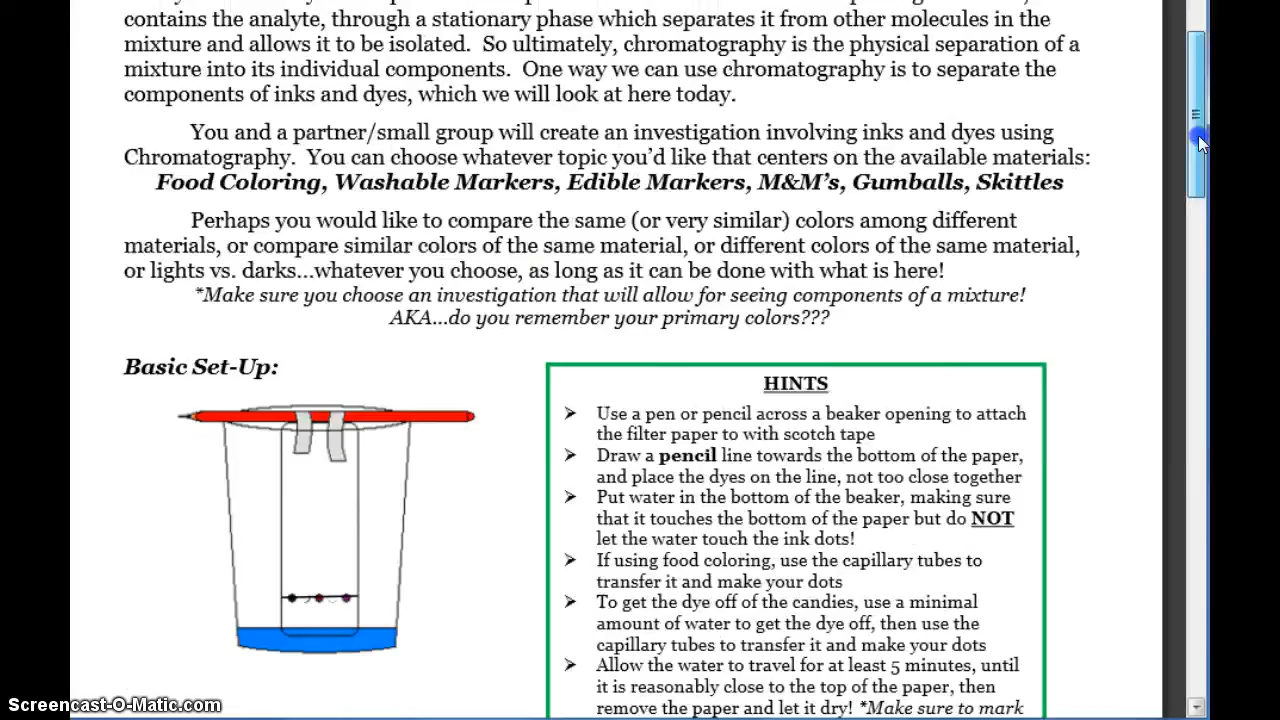 contains the analyte, through a stationary phase which separates it from other molecules in the
mixture and allows it to be isolated.  So ultimately, chromatography is the physical separation of a
mixture into its individual components.  One way we can use chromatography is to separate the
components of inks and dyes, which we will look at here today.
You and a partner/small group will create an investigation involving inks and dyes using
Chromatography.  You can choose whatever topic you'd like that centers on the available materials:
Food Coloring, Washable Markers, Edible Markers, M&M's, Gumballs, Skittles
Perhaps you would like to compare the same (or very similar) colors among different
materials, or compare similar colors of the same material, or different colors of the same material,
or lights vs. darks...whatever you choose, as long as it can be done with what is here!
*Make sure you choose an investigation that will allow for seeing components of a mixture!
AKA...do you remember your primary colors???
Basic Set-Up:
HINTS
➢ Use a pen or pencil across a beaker opening to attach
the filter paper to with scotch tape
➢ Draw a pencil line towards the bottom of the paper,
and place the dyes on the line, not too close together
➢ Put water in the bottom of the beaker, making sure
that it touches the bottom of the paper but do NOT
let the water touch the ink dots!
➢ If using food coloring, use the capillary tubes to
transfer it and make your dots
➢ To get the dye off of the candies, use a minimal
amount of water to get the dye off, then use the
capillary tubes to transfer it and make your dots
➢ Allow the water to travel for at least 5 minutes, until
it is reasonably close to the top of the paper, then
remove the paper and let it dry! *Make sure to mark
Screencast-O-Matic.com